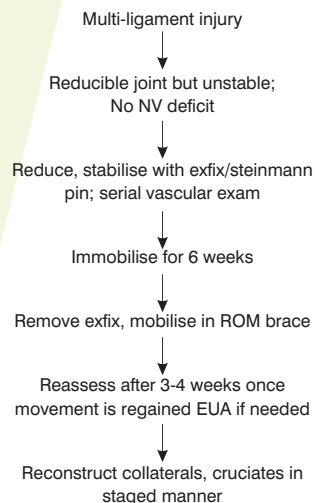 Multi-ligament injury
Reducible joint but unstable;
No NV deficit
Reduce, stabilise with exfix/steinmann
pin; serial vascular exam
Immobilise for 6 weeks
Remove exfix, mobilise in ROM brace
Reassess after 3-4 weeks once
movement is regained EUA if needed
Reconstruct collaterals, cruciates in
staged manner